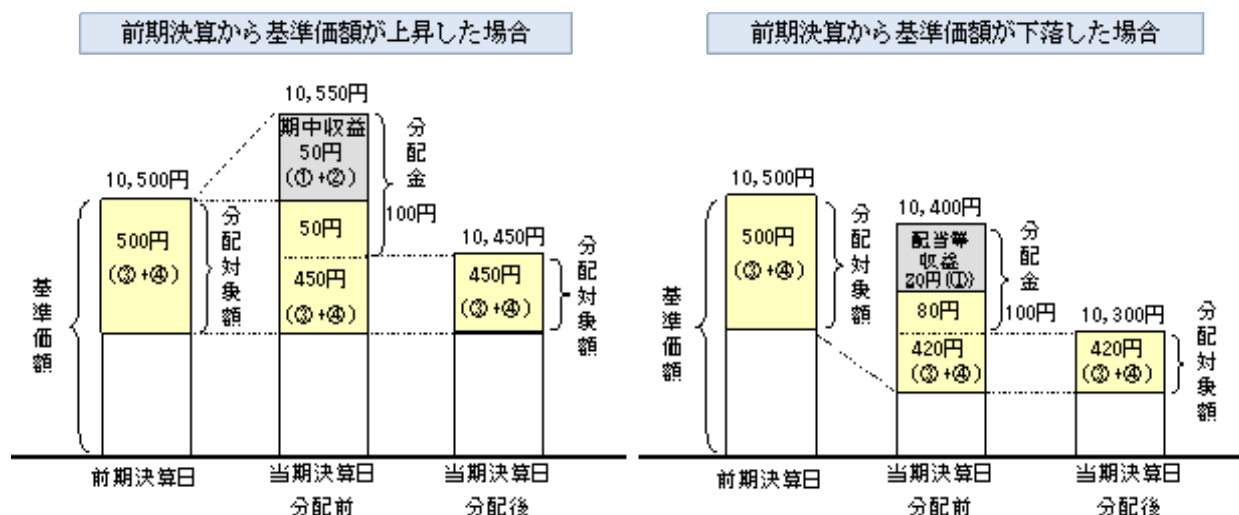 前期決算から基準価額が上昇した場合
10,550円
期中収益
50円
(①+②)
分配金
100円
10,500円
500円
(③+④)
分配対象額
50円
450円
(③+④)
10,450円
450円
(③+④)
分配対象額
基準価額
前期決算日
当期決算日
分配前
当期決算日
分配後
前期決算から基準価額が下落した場合
10,500円
500円
(③+④)
分配対象額
10,400円
配当等
収益
20円(①)
分配金
100円
80円
420円
(③+④)
10,300円
420円
(③+④)
分配対象額
基準価額
前期決算日
当期決算日
分配前
当期決算日
分配後